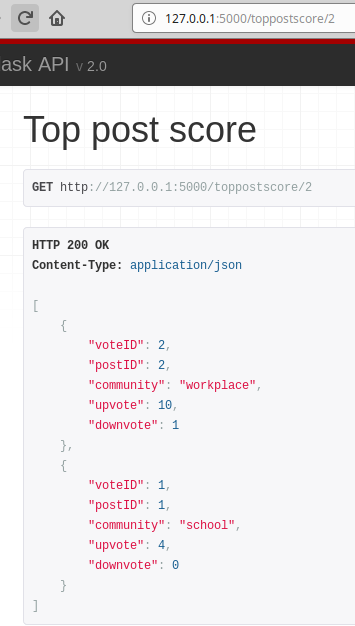 127.0.0.1:5000/toppostscore/2
ask API v 2.0
Top post score
GET http://127.0.0.1:5000/toppostscore/2
HTTP 200 OK
Content-Type: application/json
[
    {
        "voteID": 2,
        "postID": 2,
        "community": "workplace",
        "upvote": 10,
        "downvote": 1
    },
    {
        "voteID": 1,
        "postID": 1,
        "community": "school",
        "upvote": 4,
        "downvote": 0
    }
]